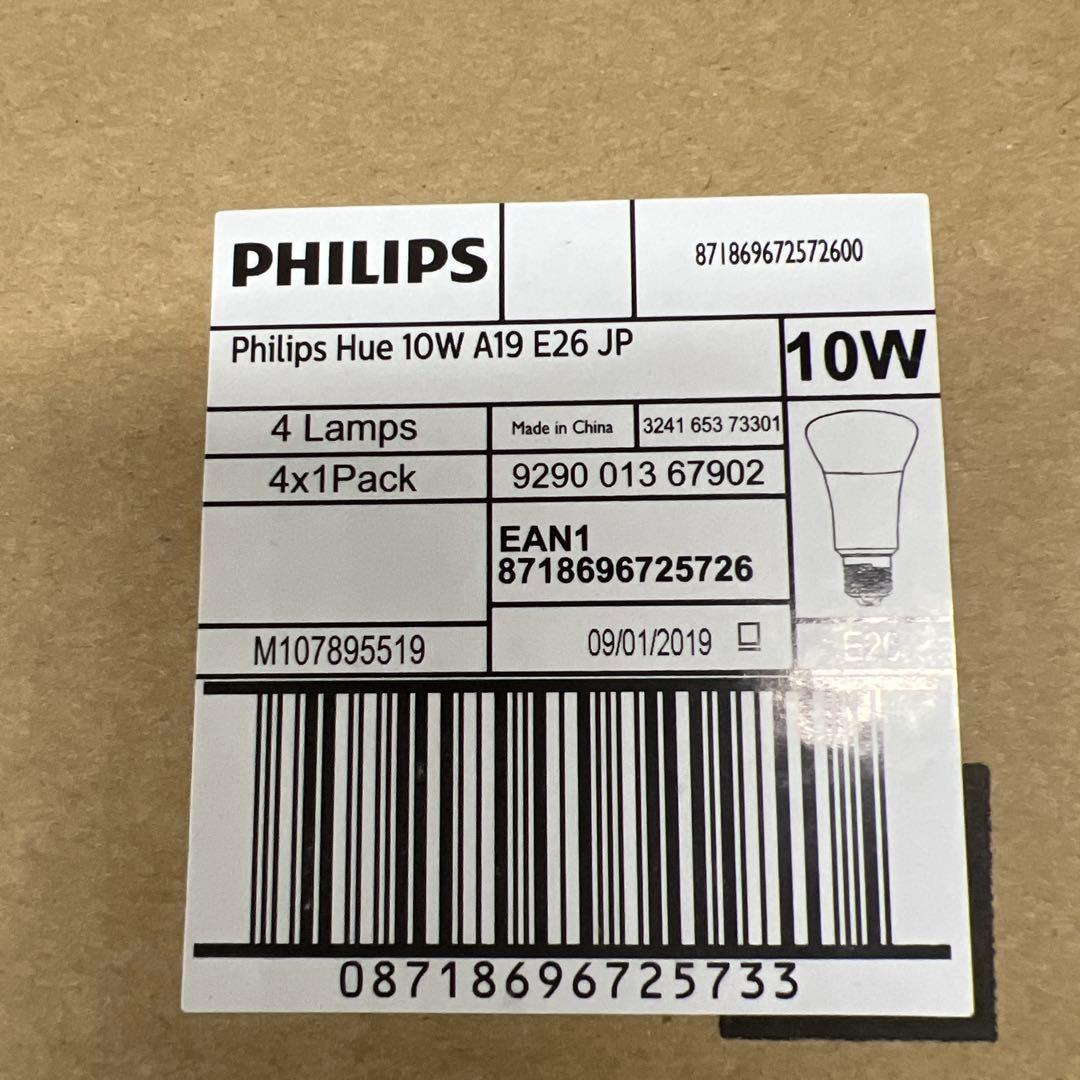 PHILIPS
871869672572600
Philips Hue 10W A19 E26 JP
10W
4 Lamps
Made in China
3241 653 73301
4x1Pack
9290 013 67902
EAN1
8718696725726
M107895519
09/01/2019
E26
08718696725733